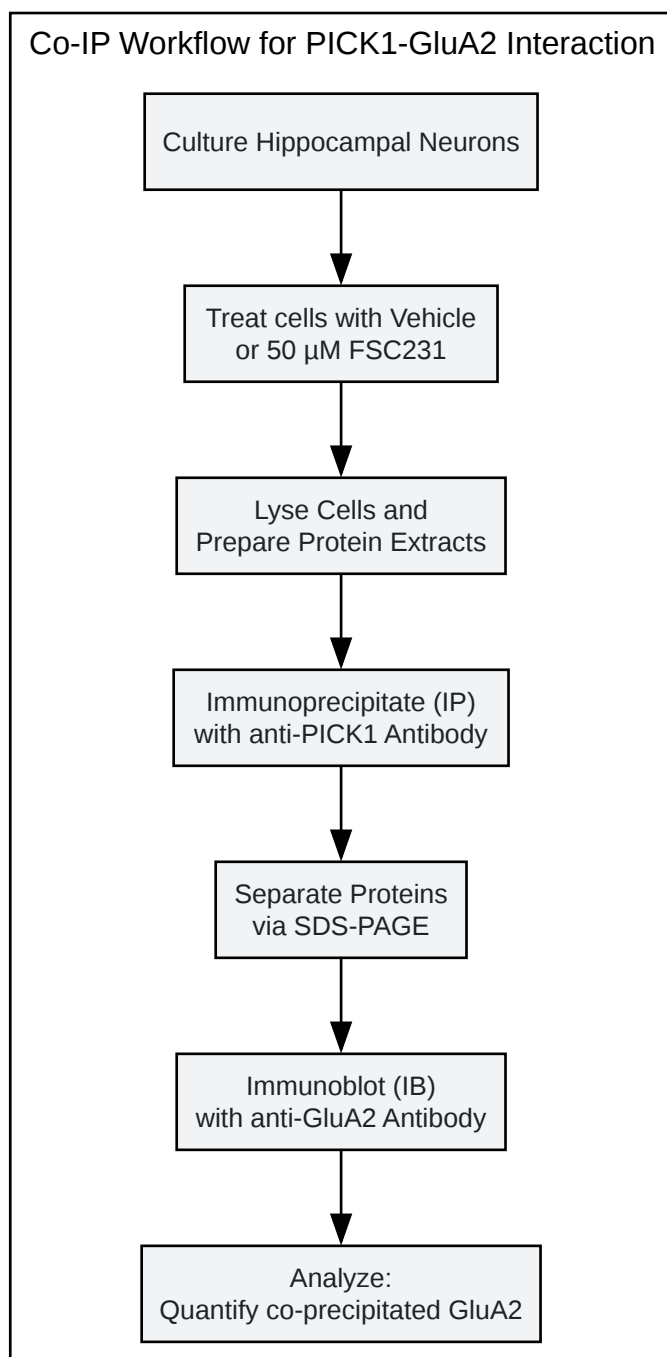 Co-IP Workflow for PICK1-GluA2 Interaction
Culture Hippocampal Neurons
Treat cells with Vehicle
or 50 µM FSC231
Lyse Cells and
Prepare Protein Extracts
Immunoprecipitate (IP)
with anti-PICK1 Antibody
Separate Proteins
via SDS-PAGE
Immunoblot (IB)
with anti-GluA2 Antibody
Analyze:
Quantify co-precipitated GluA2